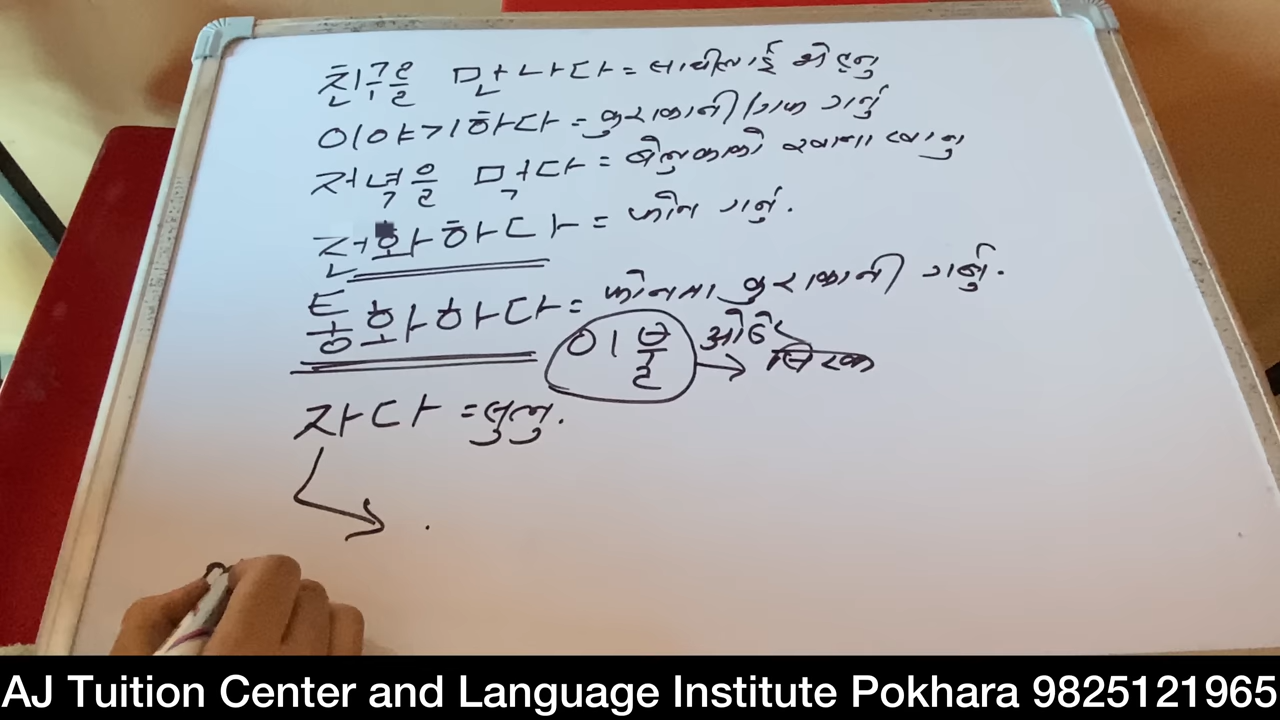 친구를 만나다 = साथीलाई भेट्नु
이야기하다 = कुराकानी/गफ गर्नु
저녁을 먹다 = बेलुकाको खाना खानु
전화하다 = फोन गर्नु.
통화하다 = फोनमा कुराकानी गर्नु.
이불 ओढ्ने
→ सिरक
자다 = सुत्नु.
AJ Tuition Center and Language Institute Pokhara 9825121965